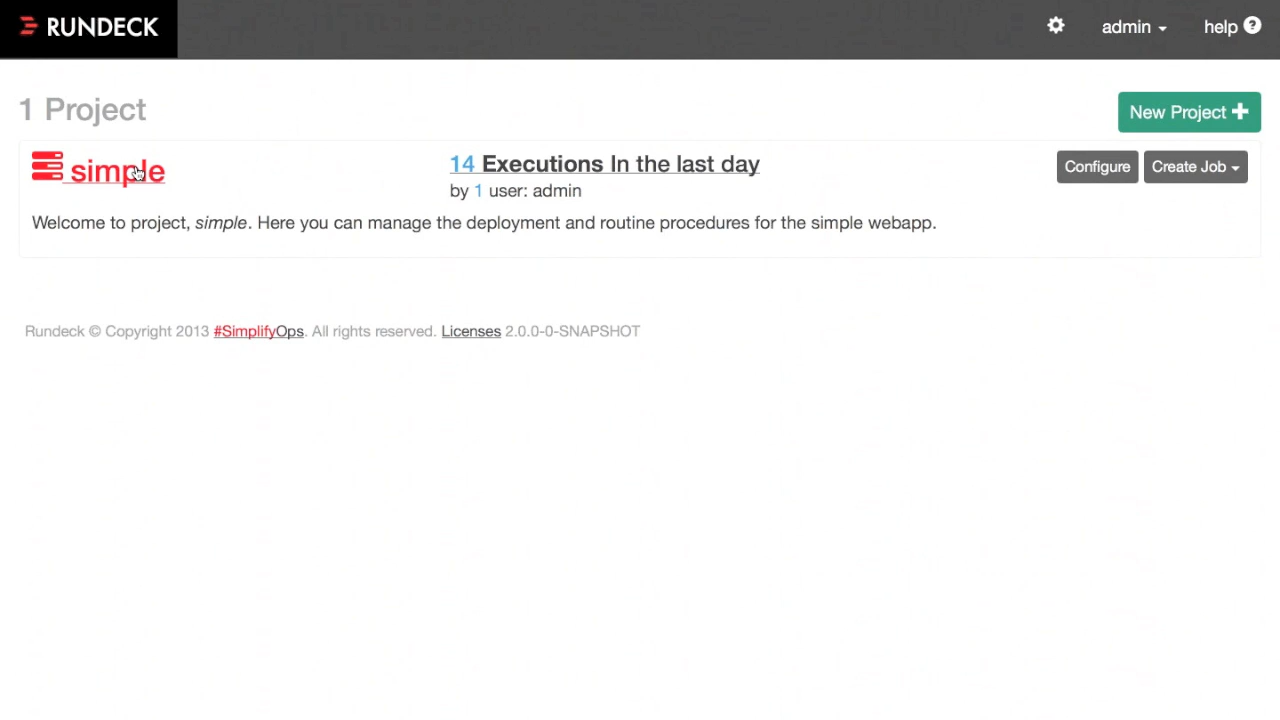 RUNDECK
admin
help
1 Project
New Project
simple
14 Executions In the last day
by 1 user: admin
Configure
Create Job
Welcome to project, simple. Here you can manage the deployment and routine procedures for the simple webapp.
Rundeck © Copyright 2013 #SimplifyOps. All rights reserved. Licenses 2.0.0-0-SNAPSHOT